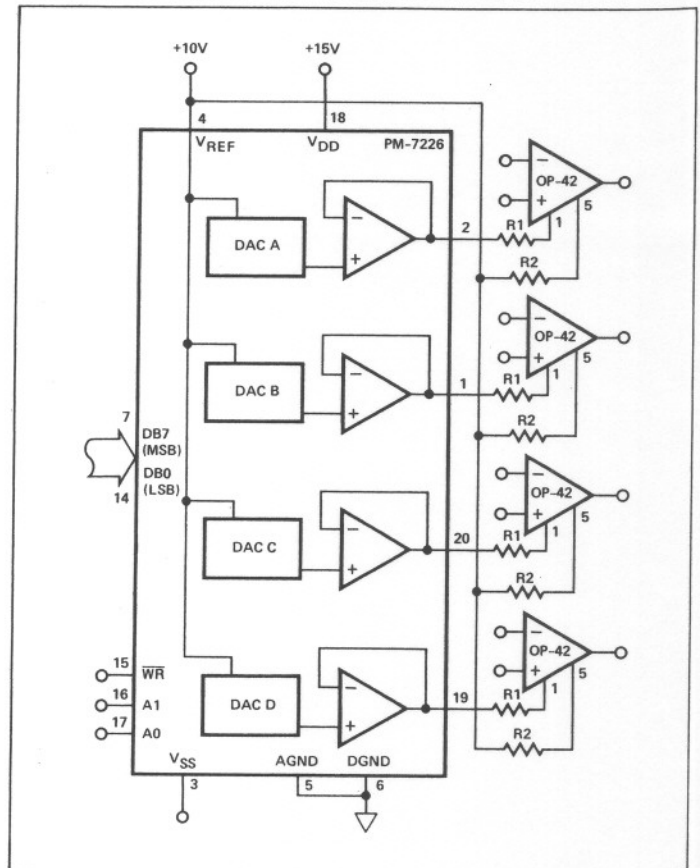 +10V
+15V
4
18
VREF
VDD
PM-7226
OP-42
5
1
2
R1
R2
DAC A
OP-42
5
1
1
R1
R2
DAC B
7
DB7
(MSB)
DB0
(LSB)
14
OP-42
5
1
20
R1
R2
DAC C
OP-42
5
1
19
R1
R2
DAC D
15
WR
16
A1
17
A0
VSS
3
AGND
5
DGND
6
−
+
−
+
−
+
−
+
−
+
−
+
−
+
−
+